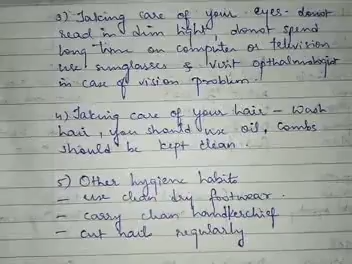 3) Taking care of your eyes - donot
read in dim light, donot spend
long time on computer or television
use sunglasses & visit opthalmologist
in case of vision problem.
4) Taking care of your hair - Wash
hair, you should use oil, Combs
should be kept clean.
5) Other hygiene habits
- use clean dry footwear.
- carry clean handkerchief
- cut nail regularly